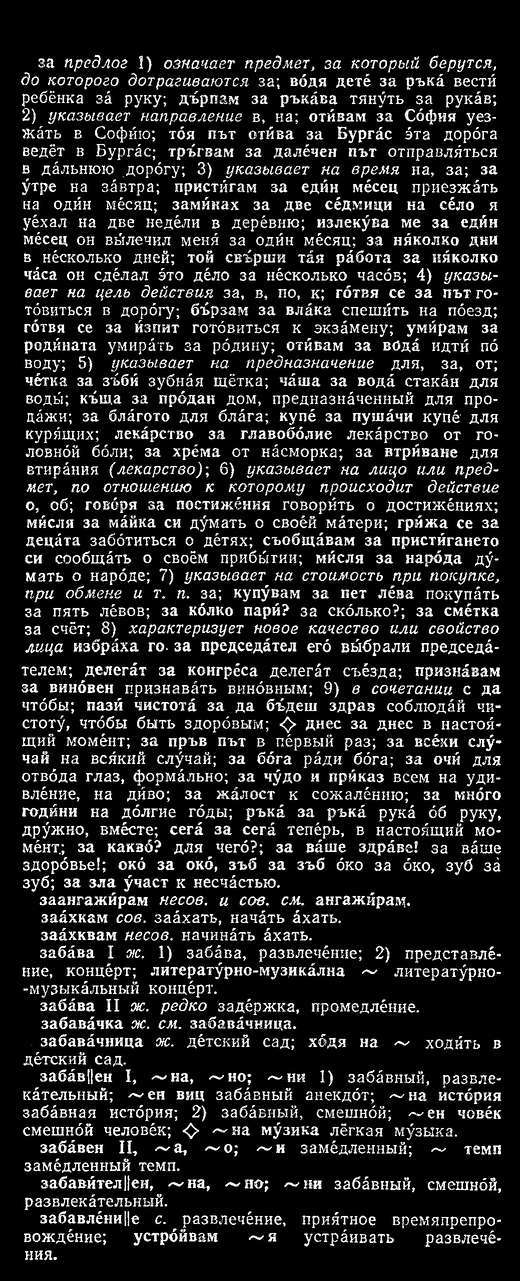 за предлог 1) означает предмет, за который берутся,
до которого дотрагиваются за; во́дя дете́ за ръка́ вести́
ребёнка за́ руку; дъ́рпам за ръка́ва тяну́ть за рука́в;
2) указывает направление в, на; оти́вам за Со́фия уез-
жа́ть в Софи́ю; то́я път оти́ва за Бурга́с э́та доро́га
ведёт в Бурга́с; тръ́гвам за дале́чен път отправля́ться
в да́льнюю доро́гу; 3) указывает на время на, за; за
у́тре на за́втра; присти́гам за еди́н ме́сец приезжа́ть
на оди́н ме́сяц; зами́нах за две се́дмици на се́ло я
уе́хал на две неде́ли в дере́вню; излеку́ва ме за еди́н
ме́сец он вы́лечил меня́ за оди́н ме́сяц; за ня́колко дни
в не́сколько дней; той свъ́рши та́я ра́бота за ня́колко
ча́са он сде́лал э́то де́ло за не́сколько часо́в; 4) указы-
вает на цель действия за, в, по, к; го́твя се за път го-
то́виться в доро́гу; бъ́рзам за вла́ка спеши́ть на по́езд;
го́твя се за и́зпит гото́виться к экза́мену; уми́рам за
роди́ната умира́ть за ро́дину; оти́вам за вода́ идти́ по́
воду; 5) указывает на предназначение для, за, от;
че́тка за зъ́би зубна́я щётка; ча́ша за вода́ стака́н для
воды́; къ́ща за про́дан дом, предназна́ченный для про-
да́жи; за бла́гото для бла́га; купе́ за пуша́чи купе́ для
куря́щих; лека́рство за главобо́лие лека́рство от го-
ловно́й бо́ли; за хре́ма от на́сморка; за втри́ване для
втира́ния (лекарство); 6) указывает на лицо или пред-
мет, по отношению к которому происходит действие
о, об; гово́ря за постиже́ния говори́ть о достиже́ниях;
ми́сля за ма́йка си ду́мать о свое́й ма́тери; гри́жа се за
деца́та забо́титься о де́тях; съобща́вам за присти́гането
си сообща́ть о своём прибы́тии; ми́сля за наро́да ду́-
мать о наро́де; 7) указывает на стоимость при покупке,
при обмене и т. п. за; купу́вам за пет ле́ва покупа́ть
за пять ле́вов; за ко́лко пари́? за ско́лько?; за сме́тка
за счёт; 8) характеризует новое качество или свойство
лица избра́ха го за председа́тел его́ вы́брали председа́-
телем; делега́т за конгре́са делега́т съе́зда; призна́вам
за вино́вен признава́ть вино́вным; 9) в сочетании с да
что́бы; пази́ чистота́ за да бъ́деш здрав соблюда́й чи-
стоту́, что́бы быть здоро́вым; ◇ днес за днес в настоя́-
щий моме́нт; за пръв път в пе́рвый раз; за все́ки слу́-
чай на вся́кий слу́чай; за бо́га ра́ди бо́га; за очи́ для
отво́да глаз, форма́льно; за чу́до и при́каз всем на уди-
вле́ние, на ди́во; за жа́лост к сожале́нию; за мно́го
годи́ни на до́лгие го́ды; ръка́ за ръка́ рука́ о́б руку,
дру́жно, вме́сте; сега́ за сега́ тепе́рь, в настоя́щий мо-
ме́нт; за какво́? для чего́?; за ва́ше здра́ве! за ва́ше
здоро́вье!; око́ за око́, зъб за зъб о́ко за о́ко, зуб за́
зуб; за зла у́част к несча́стью.
заангажи́рам несов. и сов. см. ангажи́рам.
заа́хкам сов. заа́хать, нача́ть а́хать.
заа́хквам несов. начина́ть а́хать.
заба́ва I ж. 1) заба́ва, развлече́ние; 2) представле́-
ние, конце́рт; литерату́рно-музика́лна ~ литерату́рно-
-музыка́льный конце́рт.
заба́ва II ж. редко заде́ржка, промедле́ние.
забава́чка ж. см. забава́чница.
забава́чница ж. де́тский сад; хо́дя на ~ ходи́ть в
де́тский сад.
заба́в||ен I, ~на, ~но; ~ни 1) заба́вный, развле-
ка́тельный; ~ен виц заба́вный анекдо́т; ~на исто́рия
заба́вная исто́рия; 2) заба́вный, смешно́й; ~ен чове́к
смешно́й челове́к; ◇ ~на му́зика лёгкая му́зыка.
заба́вен II, ~а, ~о; ~и заме́дленный; ~ темп
заме́дленный темп.
забави́тел||ен, ~на, ~но; ~ни заба́вный, смешно́й,
развлека́тельный.
забавле́ни||е с. развлече́ние, прия́тное времяпрепро-
вожде́ние; устро́йвам ~я устра́ивать развлече́-
ния.